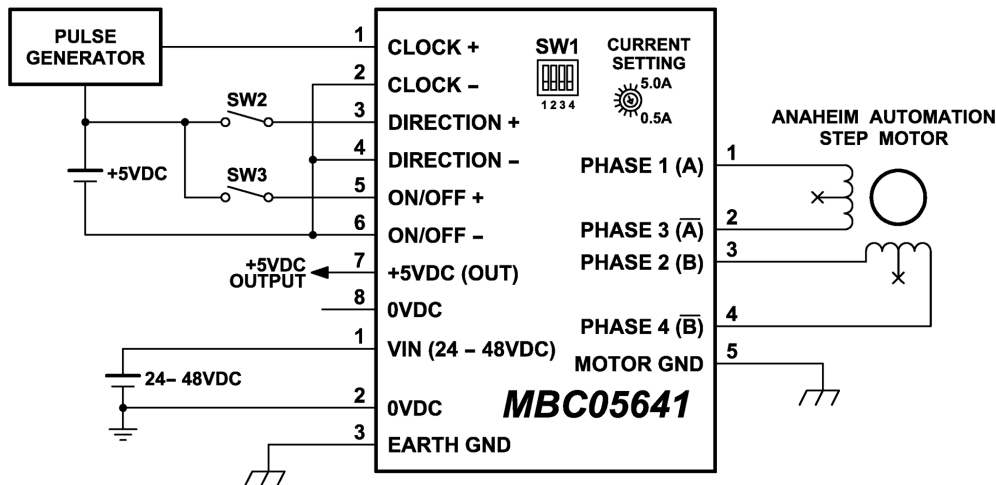 PULSE
GENERATOR
+5VDC
SW2
SW3
+5VDC
OUTPUT
24– 48VDC
1
CLOCK +
2
CLOCK –
3
DIRECTION +
4
DIRECTION –
5
ON/OFF +
6
ON/OFF –
7
+5VDC (OUT)
8
0VDC
1
VIN (24 – 48VDC)
2
0VDC
3
EARTH GND
SW1
1 2 3 4
CURRENT
SETTING
5.0A
0.5A
PHASE 1 (A)
1
PHASE 3 (A̅)
2
PHASE 2 (B)
3
PHASE 4 (B̅)
4
MOTOR GND
5
MBC05641
ANAHEIM AUTOMATION
STEP MOTOR